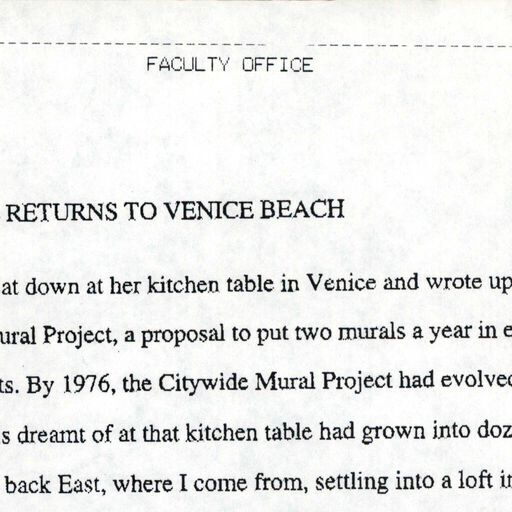 FACULTY OFFICE
RETURNS TO VENICE BEACH
at down at her kitchen table in Venice and wrote up
ural Project, a proposal to put two murals a year in e
ts. By 1976, the Citywide Mural Project had evolved
s dreamt of at that kitchen table had grown into doz
back East, where I come from, settling into a loft in